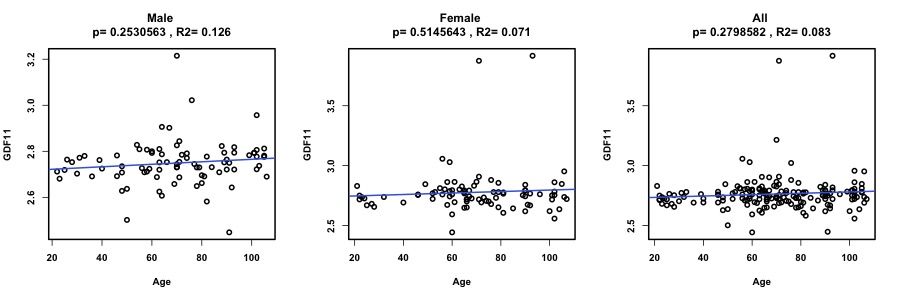 Male
p= 0.2530563 , R2= 0.126
GDF11
3.2
3.0
2.8
2.6
20 40 60 80 100
Age
Female
p= 0.5145643 , R2= 0.071
GDF11
3.5
3.0
2.5
20 40 60 80 100
Age
All
p= 0.2798582 , R2= 0.083
GDF11
3.5
3.0
2.5
20 40 60 80 100
Age